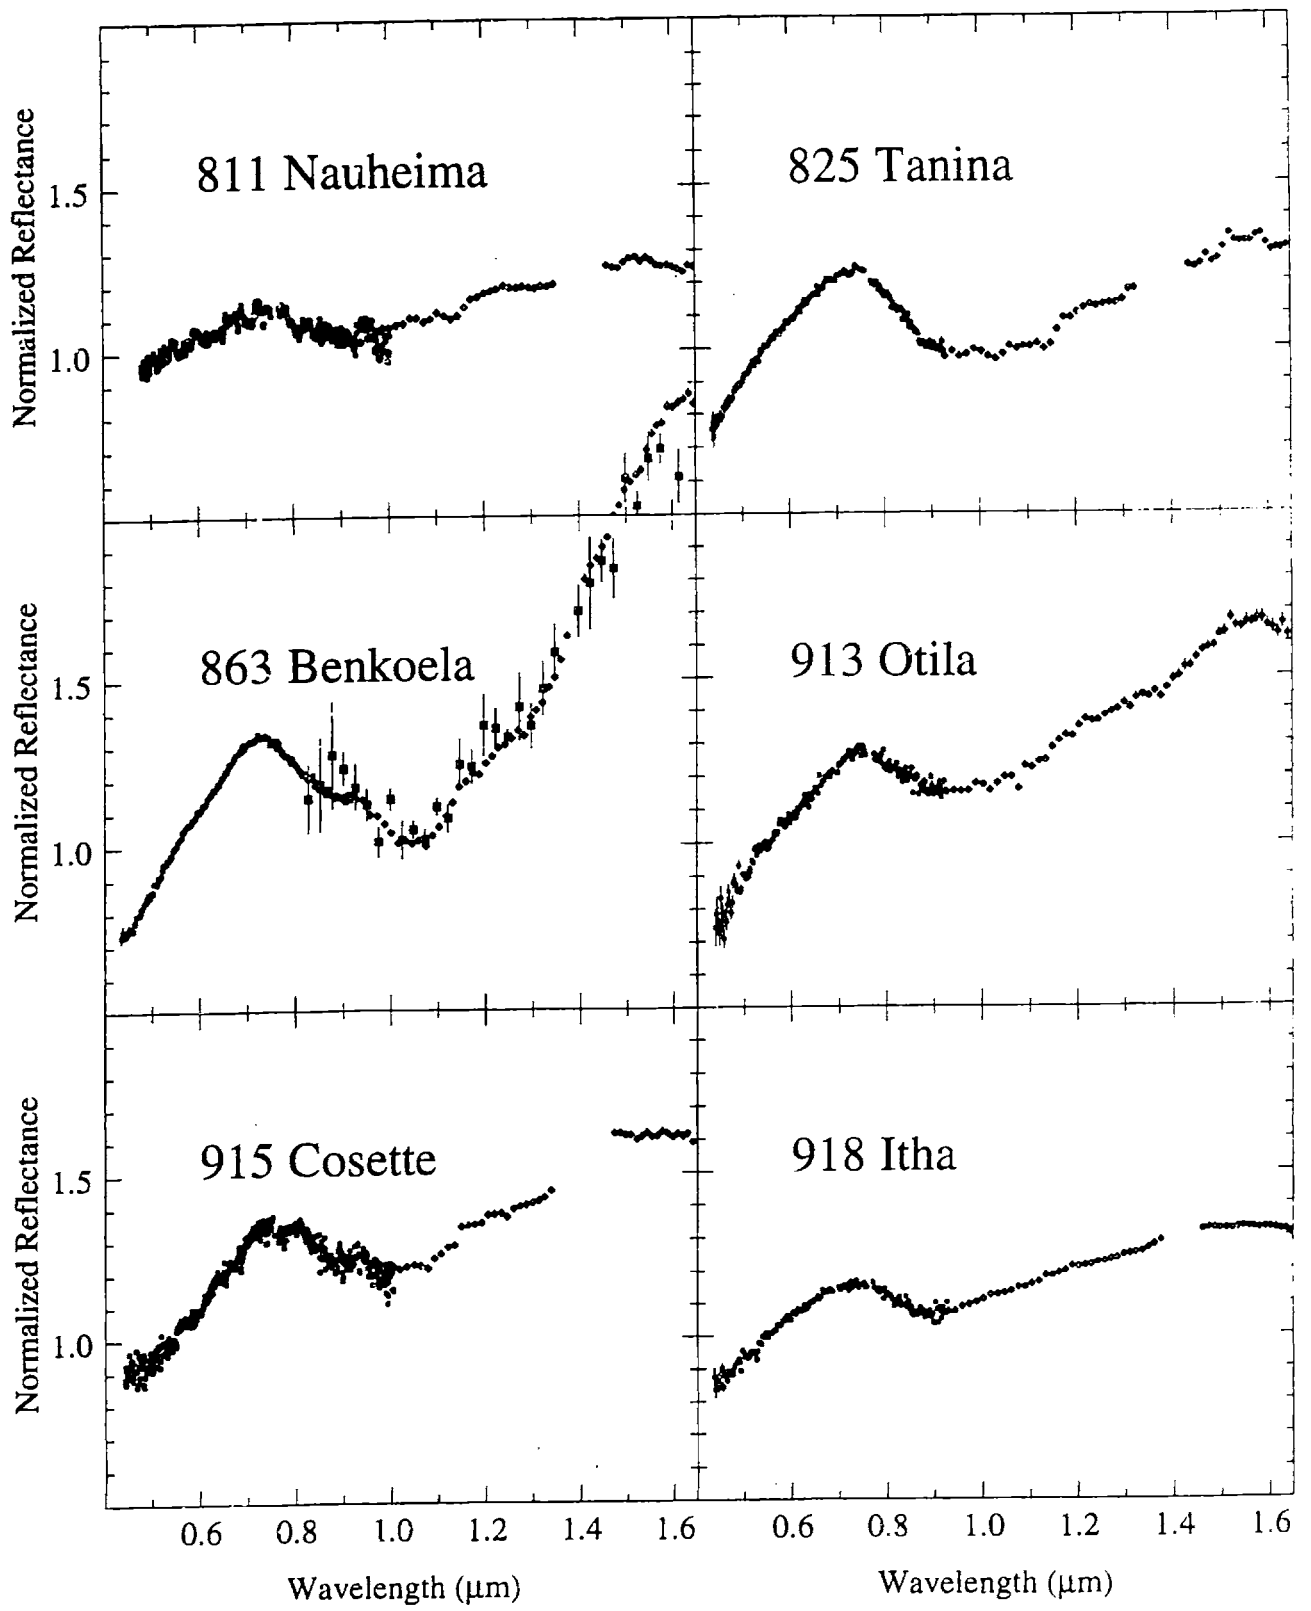 Normalized Reflectance
1.5
1.0
811 Nauheima
825 Tanina
Normalized Reflectance
1.5
1.0
863 Benkoela
913 Otila
Normalized Reflectance
1.5
1.0
915 Cosette
918 Itha
0.6 0.8 1.0 1.2 1.4 1.6 0.6 0.8 1.0 1.2 1.4 1.6
Wavelength (μm) Wavelength (μm)